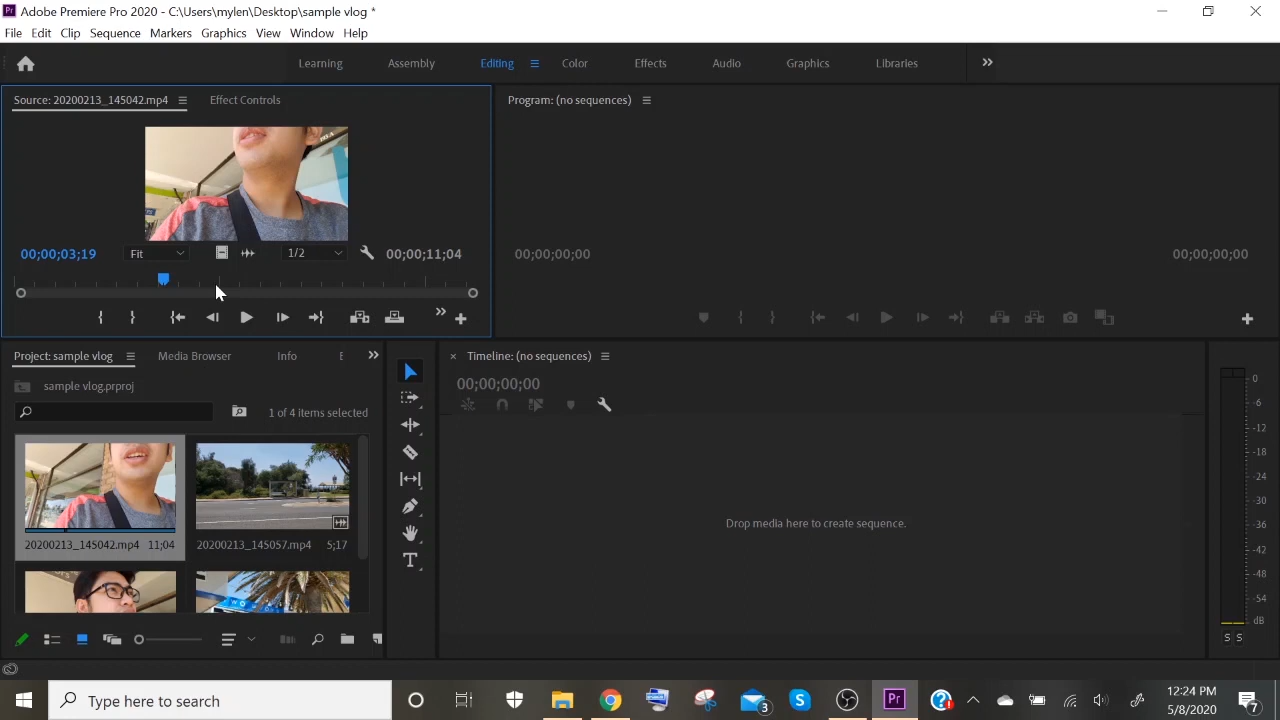 Pr Adobe Premiere Pro 2020 - C:\Users\mylen\Desktop\sample vlog *
File Edit Clip Sequence Markers Graphics View Window Help
Learning Assembly Editing Color Effects Audio Graphics Libraries
Source: 20200213_145042.mp4 Effect Controls Program: (no sequences)
00;00;03;19 Fit 1/2 00;00;11;04 00;00;00;00 00;00;00;00
Project: sample vlog Media Browser Info E Timeline: (no sequences)
sample vlog.prproj 00;00;00;00
1 of 4 items selected
Drop media here to create sequence.
20200213_145042.mp4 11;04 20200213_145057.mp4 5;17
0
-6
-12
-18
-24
-30
-36
-42
-48
-54
dB
S S
T
Type here to search
3
S
Pr
?
12:24 PM
5/8/2020
7